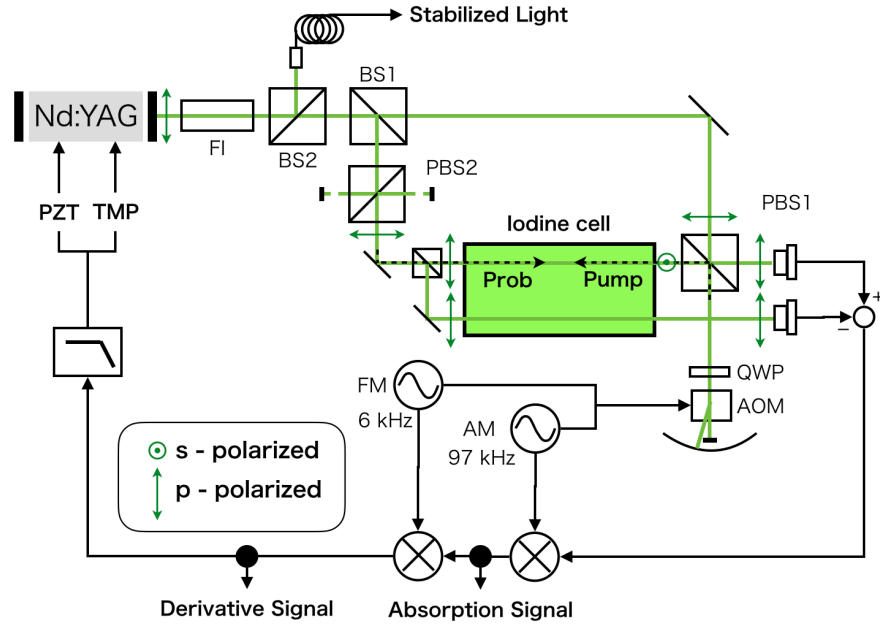 Stabilized Light
BS1
Nd:YAG
FI
BS2
PBS2
PBS1
PZT
TMP
Iodine cell
Prob
Pump
+
−
QWP
AOM
FM
6 kHz
AM
97 kHz
s - polarized
p - polarized
Derivative Signal
Absorption Signal